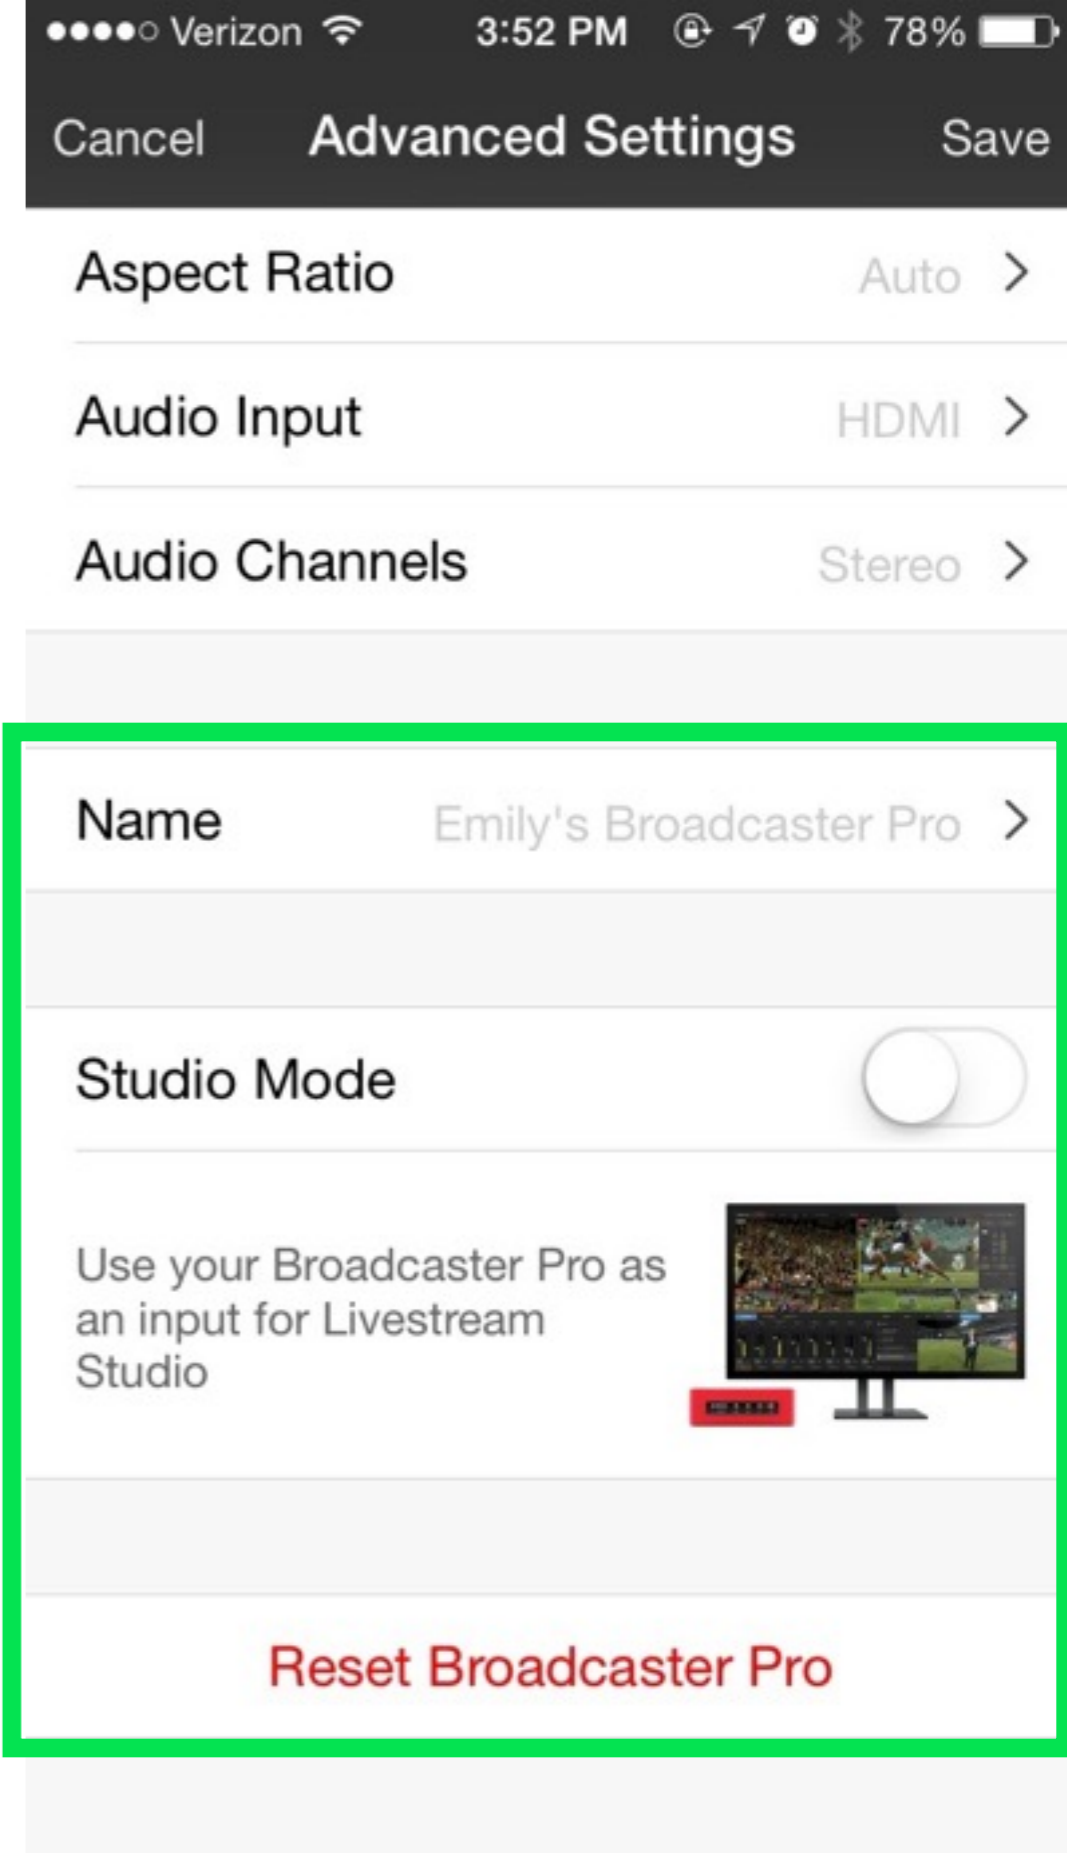 Verizon 3:52 PM 78%
Cancel Advanced Settings Save
Aspect Ratio Auto
Audio Input HDMI
Audio Channels Stereo
Name Emily's Broadcaster Pro
Studio Mode
Use your Broadcaster Pro as
an input for Livestream
Studio
Reset Broadcaster Pro